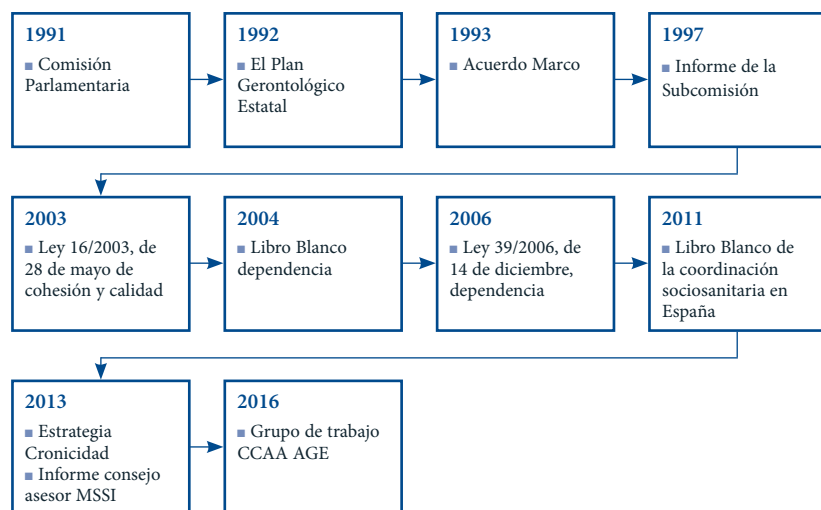 1991
▪ Comisión
Parlamentaria
1992
▪ El Plan
Gerontológico
Estatal
1993
▪ Acuerdo Marco
1997
▪ Informe de la
Subcomisión
2003
▪ Ley 16/2003, de
28 de mayo de
cohesión y calidad
2004
▪ Libro Blanco
dependencia
2006
▪ Ley 39/2006, de
14 de diciembre,
dependencia
2011
▪ Libro Blanco de
la coordinación
sociosanitaria en
España
2013
▪ Estrategia
Cronicidad
▪ Informe consejo
asesor MSSI
2016
▪ Grupo de trabajo
CCAA AGE